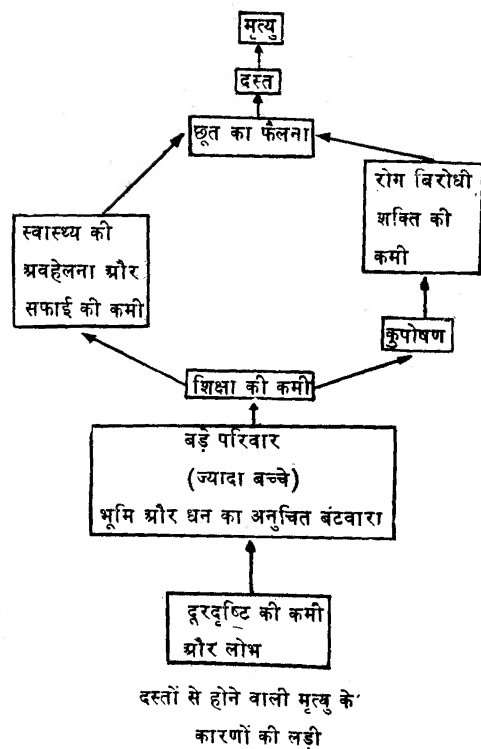 मृत्यु
दस्त
छूत का फैलना
रोग बिरोधी
शक्ति की
कमी
स्वास्थ्य की
अवहेलना और
सफाई की कमी
कुपोषण
शिक्षा की कमी
बड़े परिवार
(ज्यादा बच्चे)
भूमि और धन का अनुचित बंटवारा
दूरदृष्टि की कमी
और लोभ
दस्तों से होने वाली मृत्यु के
कारणों की लड़ी